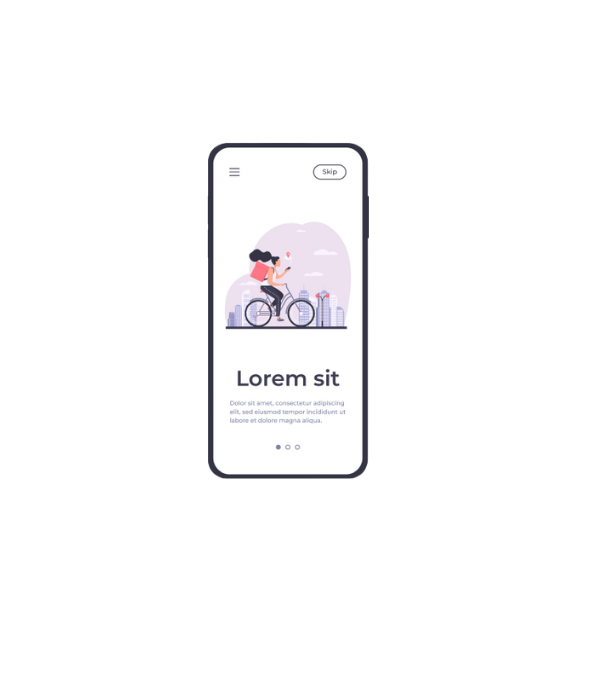 Skip
Lorem sit
Dolor sit amet, consectetur adipiscing
elit, sed eiusmod tempor incididunt ut
labore et dolore magna aliqua.